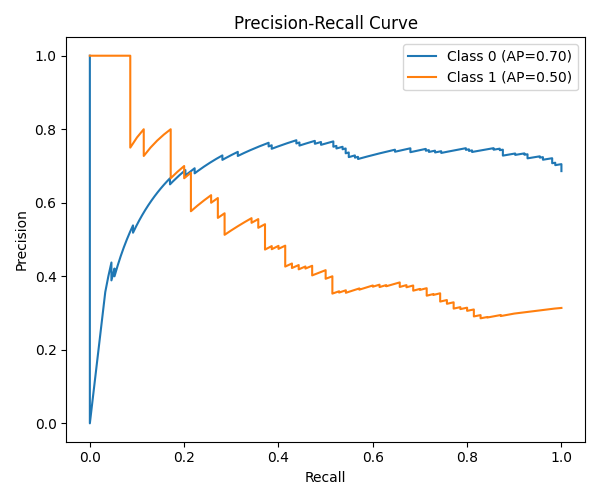 Precision-Recall Curve
Class 0 (AP=0.70)
Class 1 (AP=0.50)
Precision
1.0
0.8
0.6
0.4
0.2
0.0
0.0 0.2 0.4 0.6 0.8 1.0
Recall